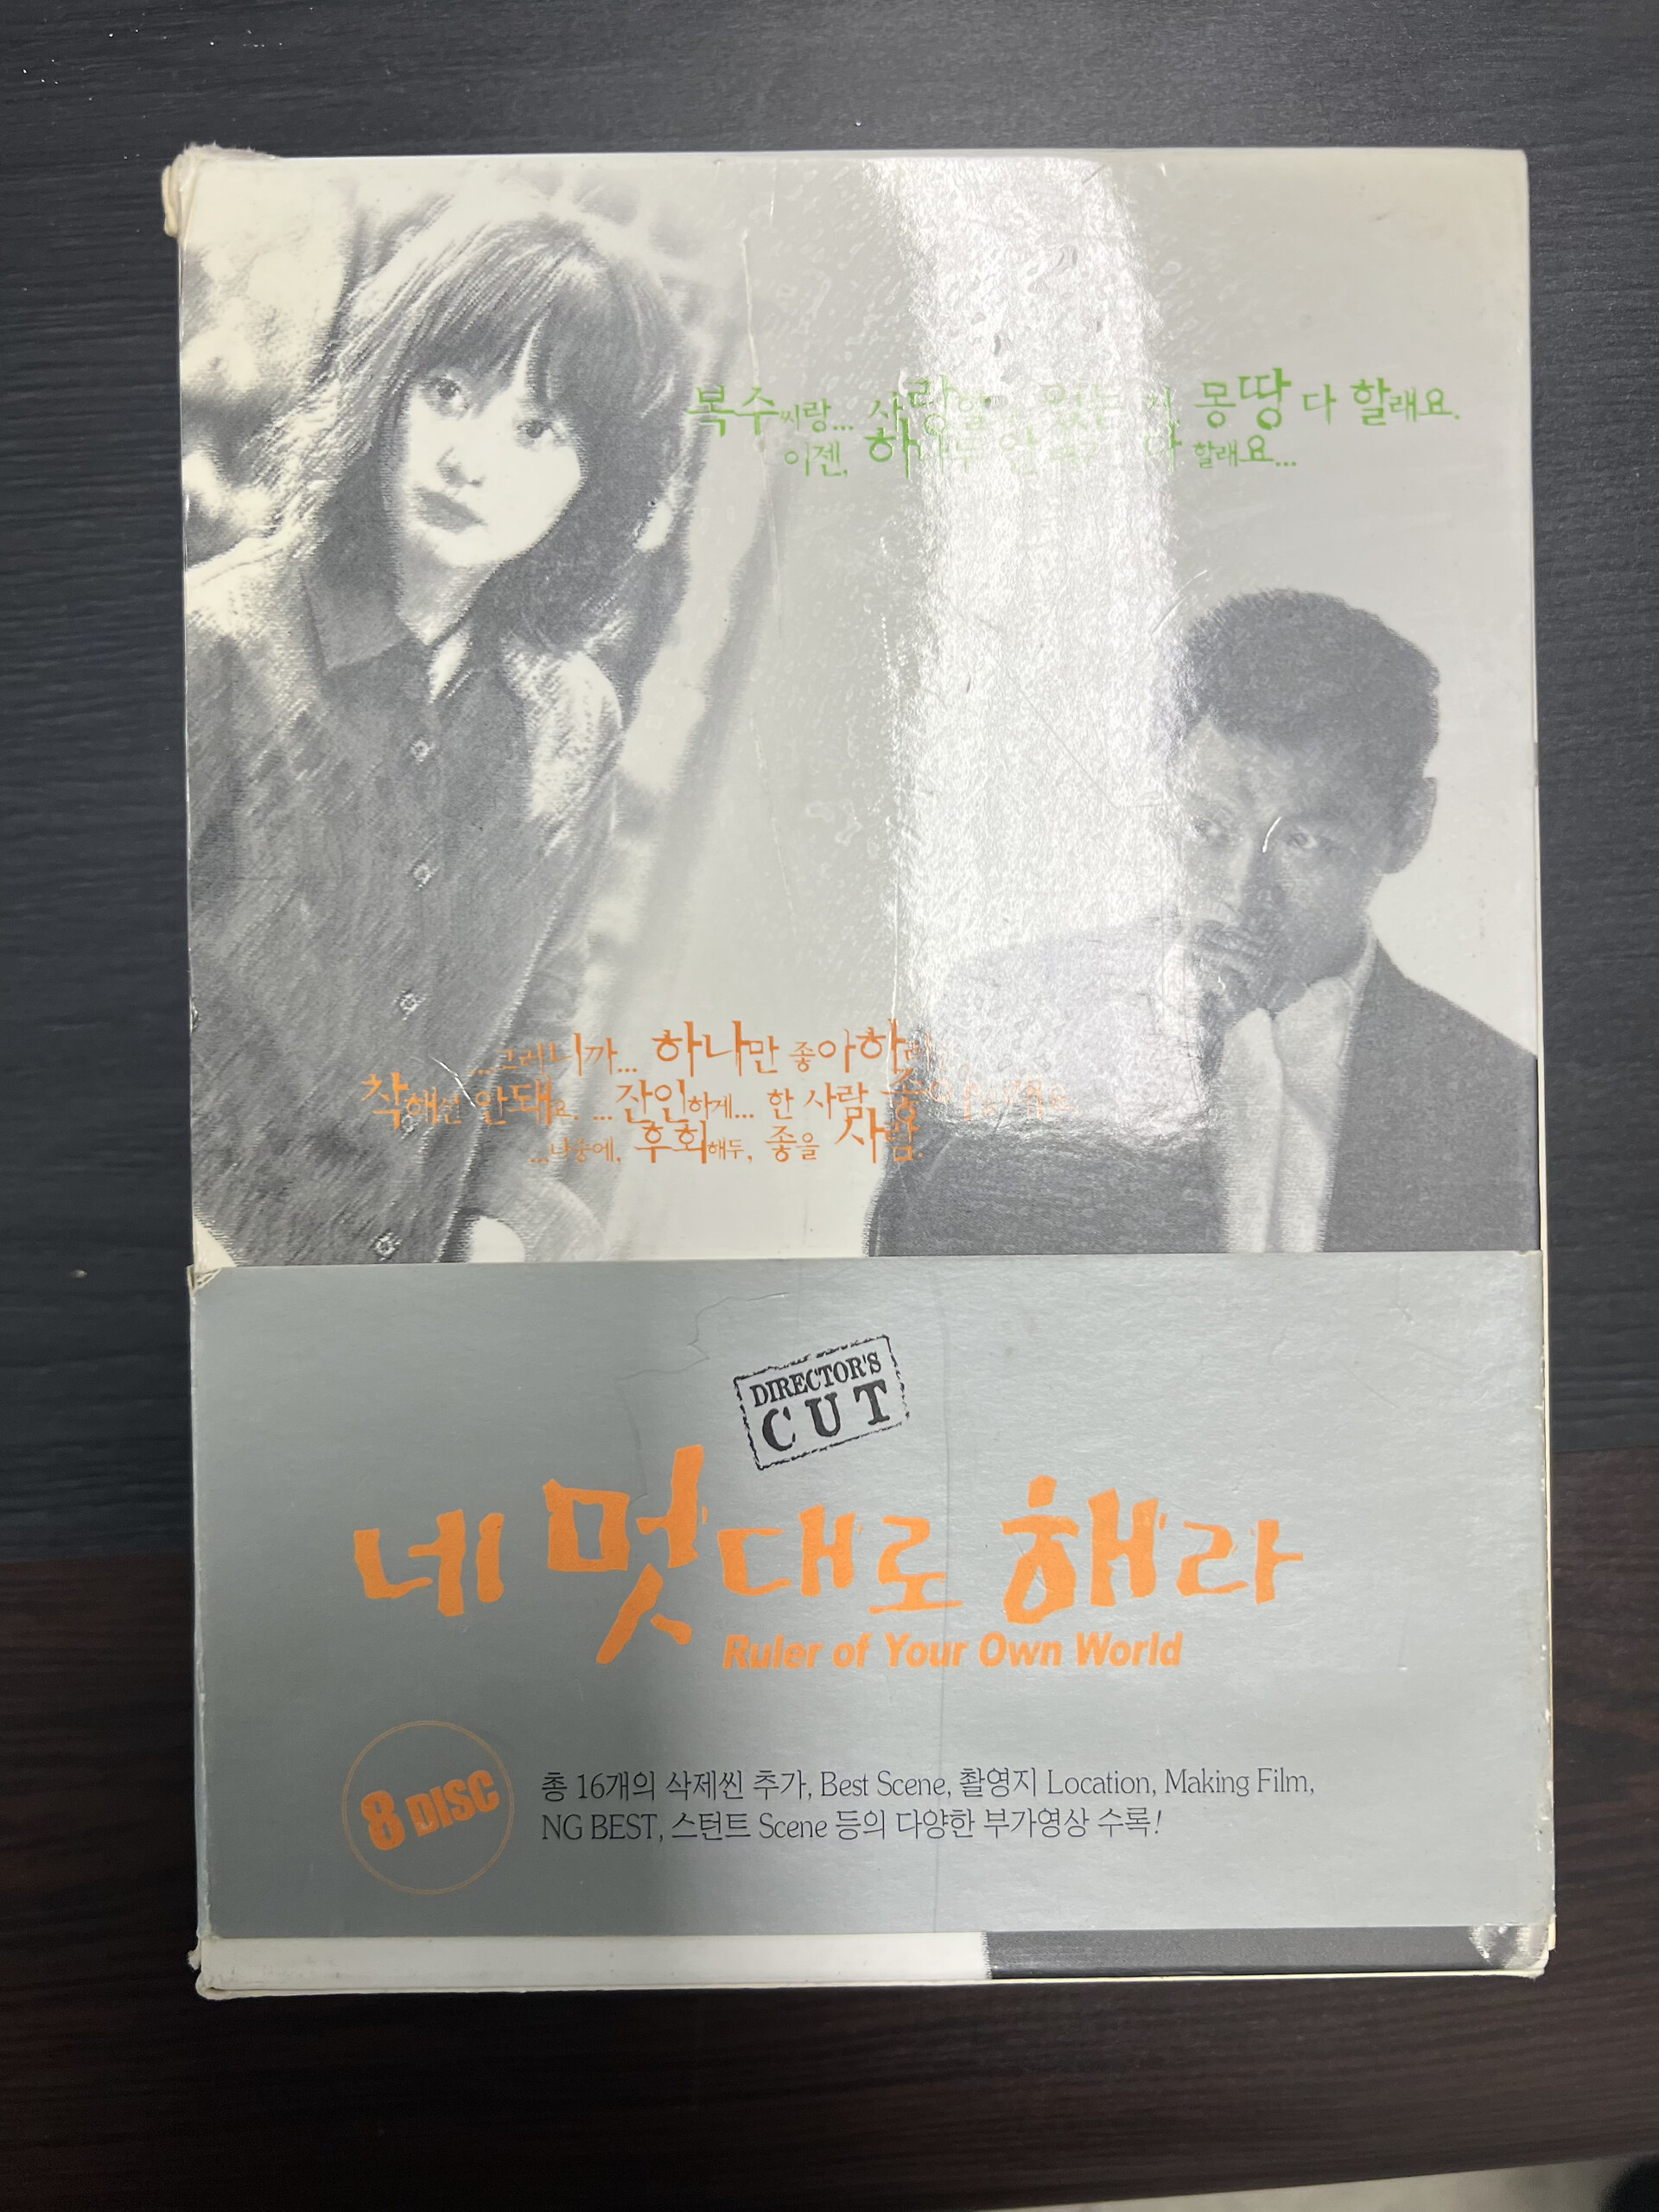 복수씨랑... 사랑할 수 있는 거, 몽땅 다 할래요.
이젠, 하나두 안 빼구 다 할래요...
...그러니까... 하나만 좋아하
착해선 안돼요. ...잔인하게... 한 사람
...나중에, 후회해두, 좋을 사람.
DIRECTOR'S
CUT
네 멋대로 해라
Ruler of Your Own World
8 DISC
총 16개의 삭제씬 추가, Best Scene, 촬영지 Location, Making Film,
NG BEST, 스턴트 Scene 등의 다양한 부가영상 수록!